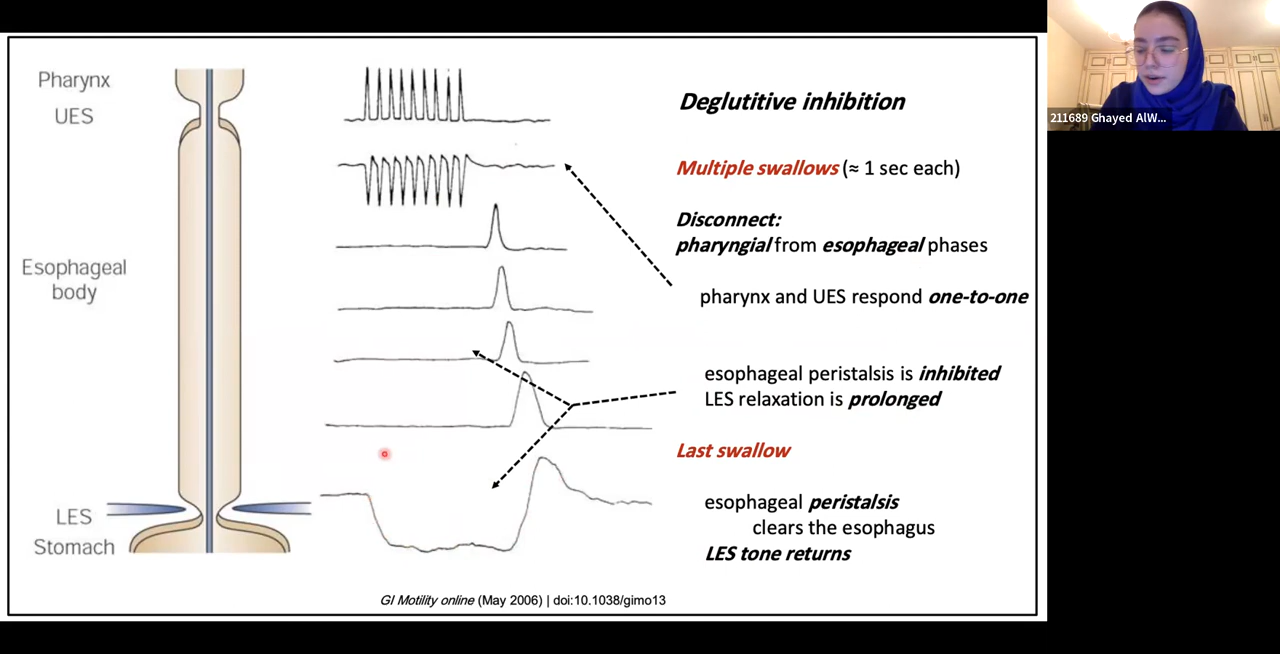 Pharynx
UES
Esophageal
body
LES
Stomach
Deglutitive inhibition
Multiple swallows (≈ 1 sec each)
Disconnect:
pharyngial from esophageal phases
pharynx and UES respond one-to-one
esophageal peristalsis is inhibited
LES relaxation is prolonged
Last swallow
esophageal peristalsis
clears the esophagus
LES tone returns
GI Motility online (May 2006) | doi:10.1038/gimo13
211689 Ghayed AlW...